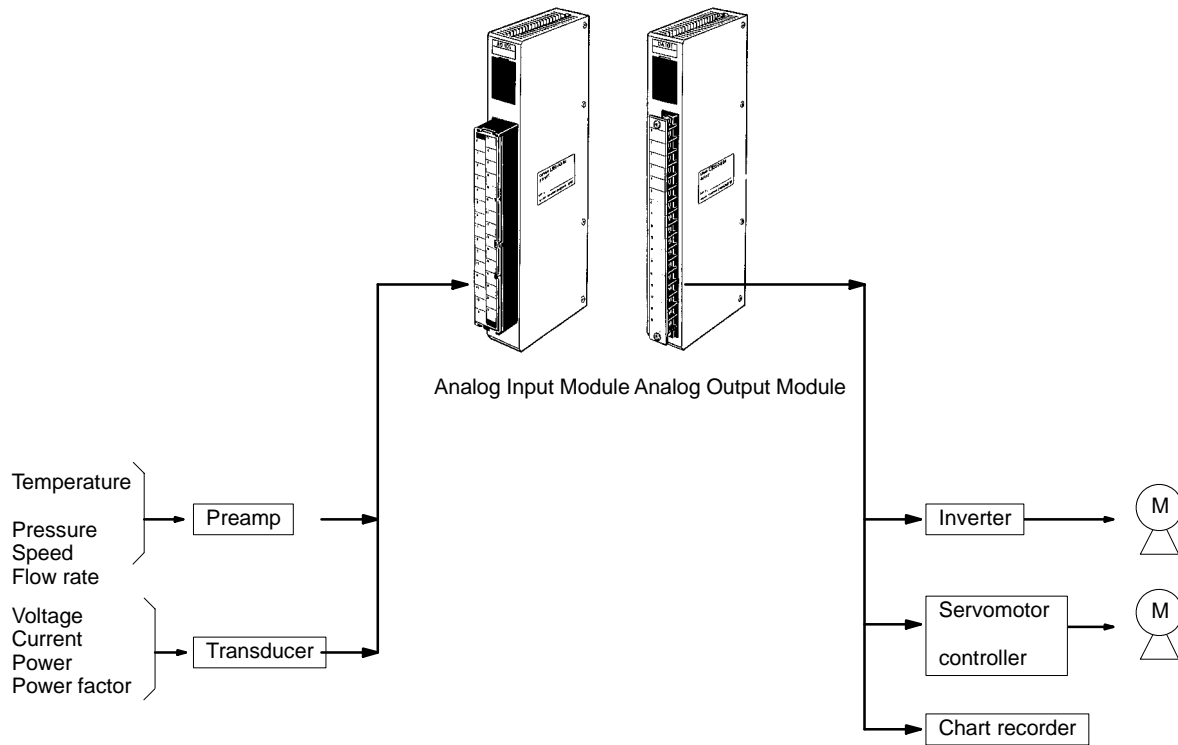 Analog Input Module Analog Output Module
Temperature
Pressure
Speed
Flow rate
Preamp
Voltage
Current
Power
Power factor
Transducer
Inverter
M
Servomotor
controller
M
Chart recorder